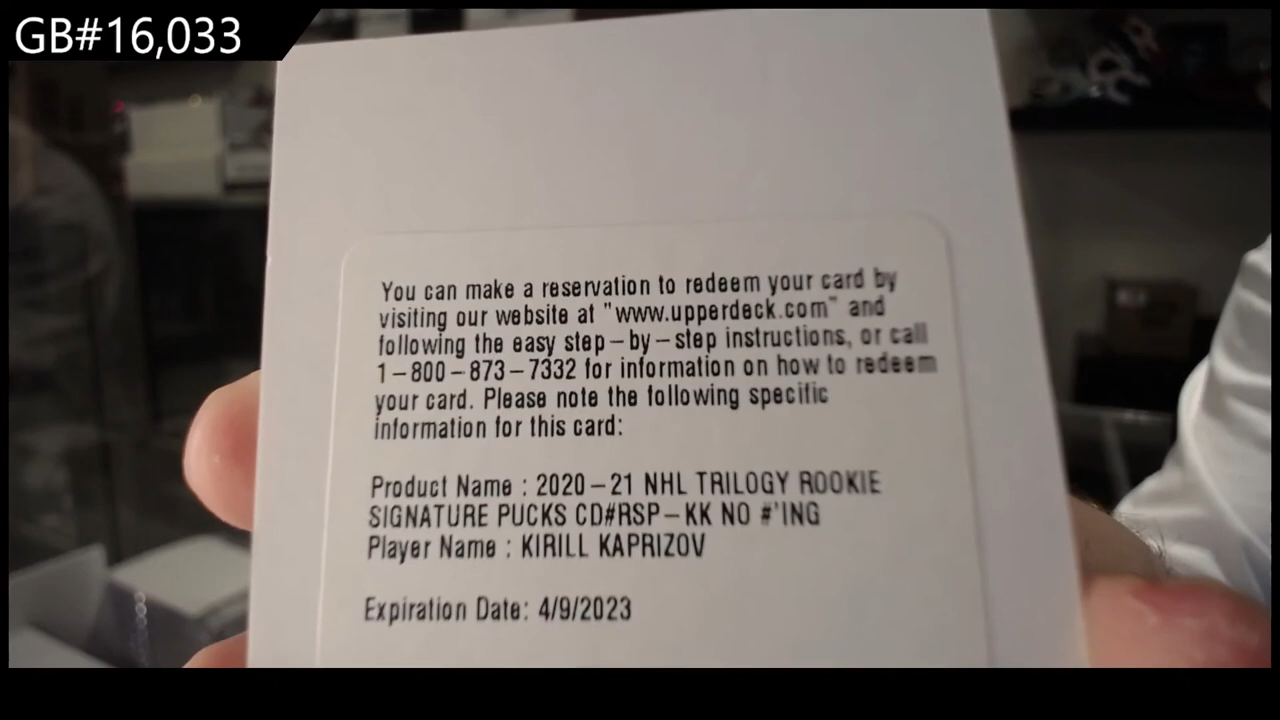 GB#16,033
You can make a reservation to redeem your card by
visiting our website at "www.upperdeck.com" and
following the easy step-by-step instructions, or call
1-800-873-7332 for information on how to redeem
your card. Please note the following specific
information for this card:
Product Name : 2020-21 NHL TRILOGY ROOKIE
SIGNATURE PUCKS CD#RSP-KK NO #'ING
Player Name : KIRILL KAPRIZOV
Expiration Date: 4/9/2023